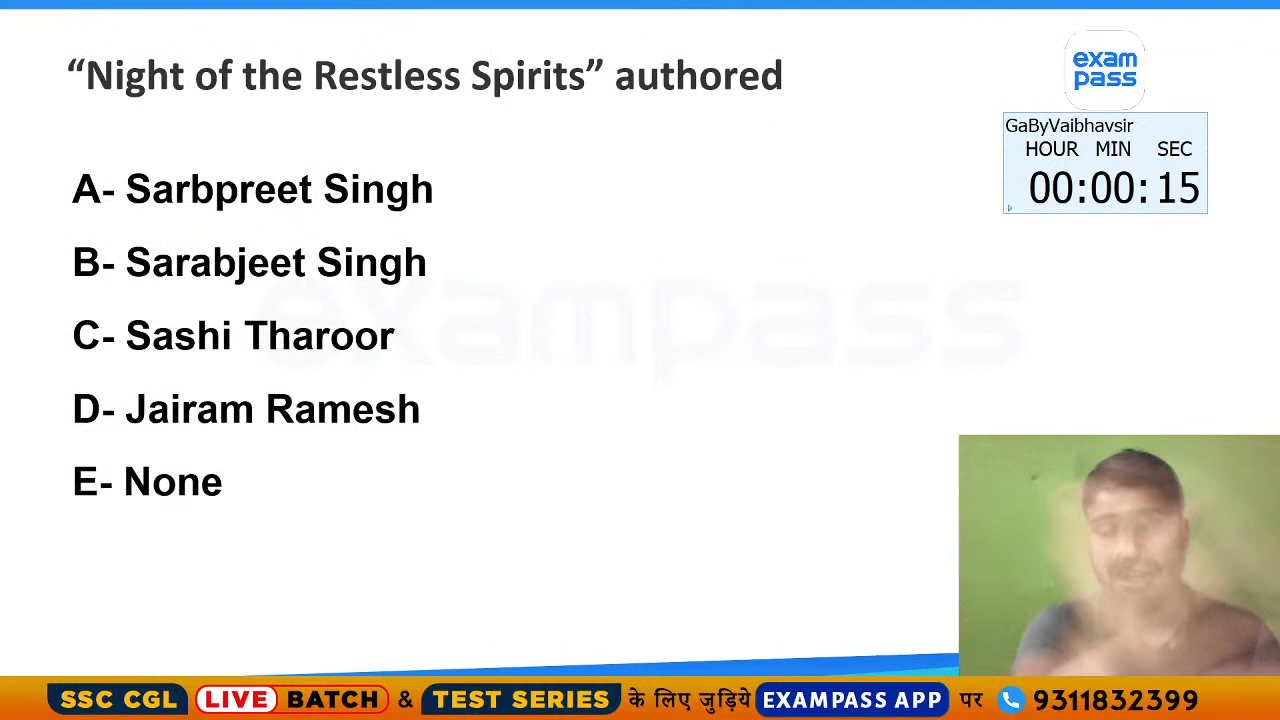 “Night of the Restless Spirits” authored
exam
pass
GaByVaibhavsir
HOUR MIN SEC
00:00:15
A- Sarbpreet Singh
B- Sarabjeet Singh
C- Sashi Tharoor
D- Jairam Ramesh
E- None
exampass
SSC CGL LIVE BATCH & TEST SERIES के लिए जुड़िये EXAMPASS APP पर 9311832399